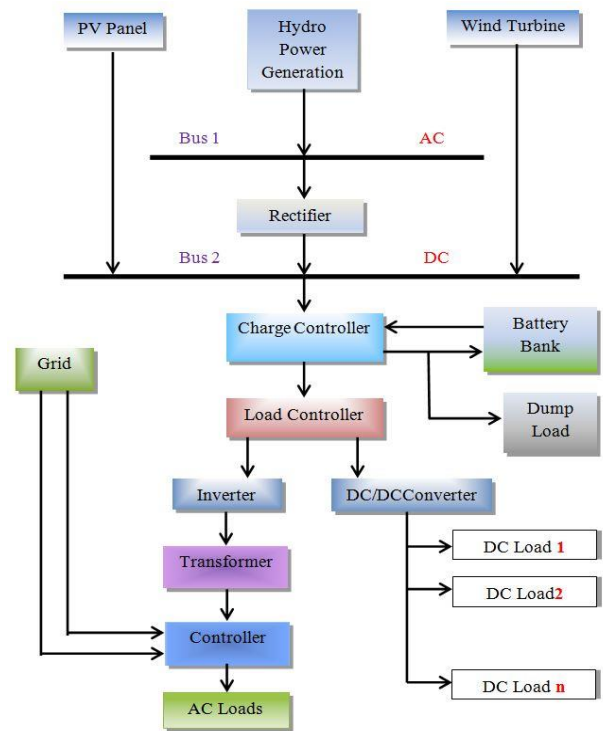 PV Panel
Hydro
Power
Generation
Wind Turbine
Bus 1
AC
Rectifier
Bus 2
DC
Charge Controller
Battery
Bank
Grid
Dump
Load
Load Controller
Inverter
DC/DCConverter
DC Load 1
Transformer
DC Load2
Controller
DC Load n
AC Loads